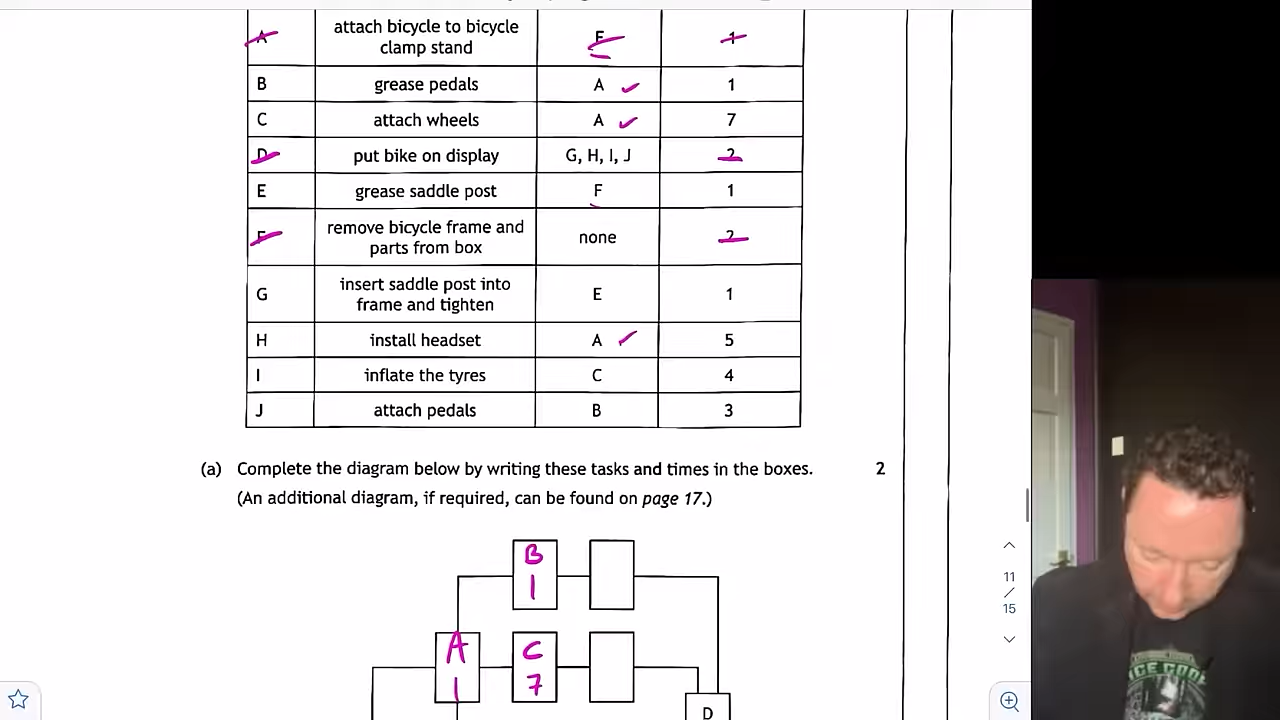 A attach bicycle to bicycle clamp stand F 1
B grease pedals A ✓ 1
C attach wheels A ✓ 7
D put bike on display G, H, I, J 2
E grease saddle post F 1
F remove bicycle frame and parts from box none 2
G insert saddle post into frame and tighten E 1
H install headset A ✓ 5
I inflate the tyres C 4
J attach pedals B 3
(a) Complete the diagram below by writing these tasks and times in the boxes. 2
(An additional diagram, if required, can be found on page 17.)
B
1
A
1
C
7
D
11
/
15